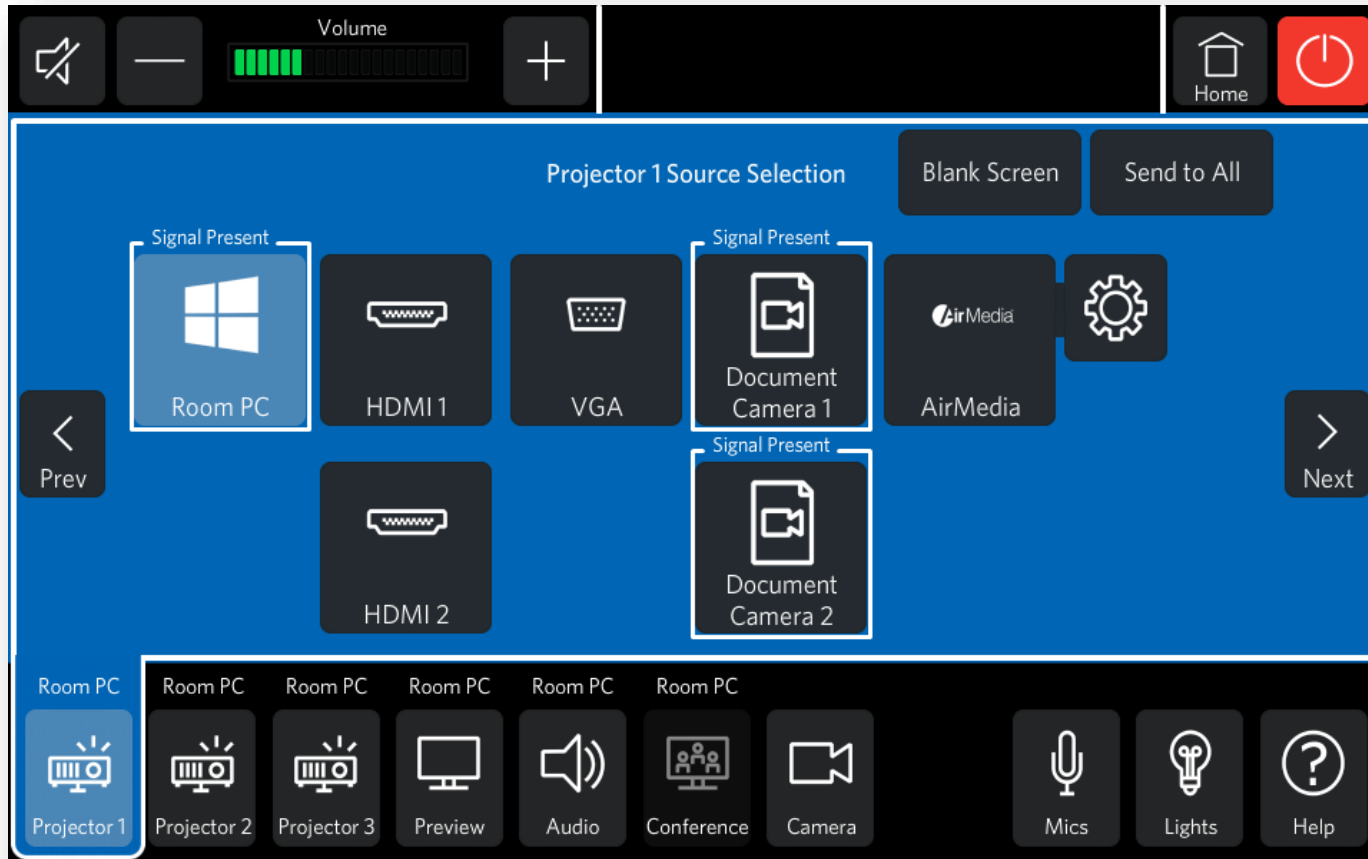 Volume
Home
Projector 1 Source Selection
Blank Screen
Send to All
Signal Present
Signal Present
Room PC
HDMI 1
VGA
Document
Camera 1
AirMedia
AirMedia
Prev
Next
Signal Present
HDMI 2
Document
Camera 2
Room PC
Room PC
Room PC
Room PC
Room PC
Room PC
Projector 1
Projector 2
Projector 3
Preview
Audio
Conference
Camera
Mics
Lights
Help